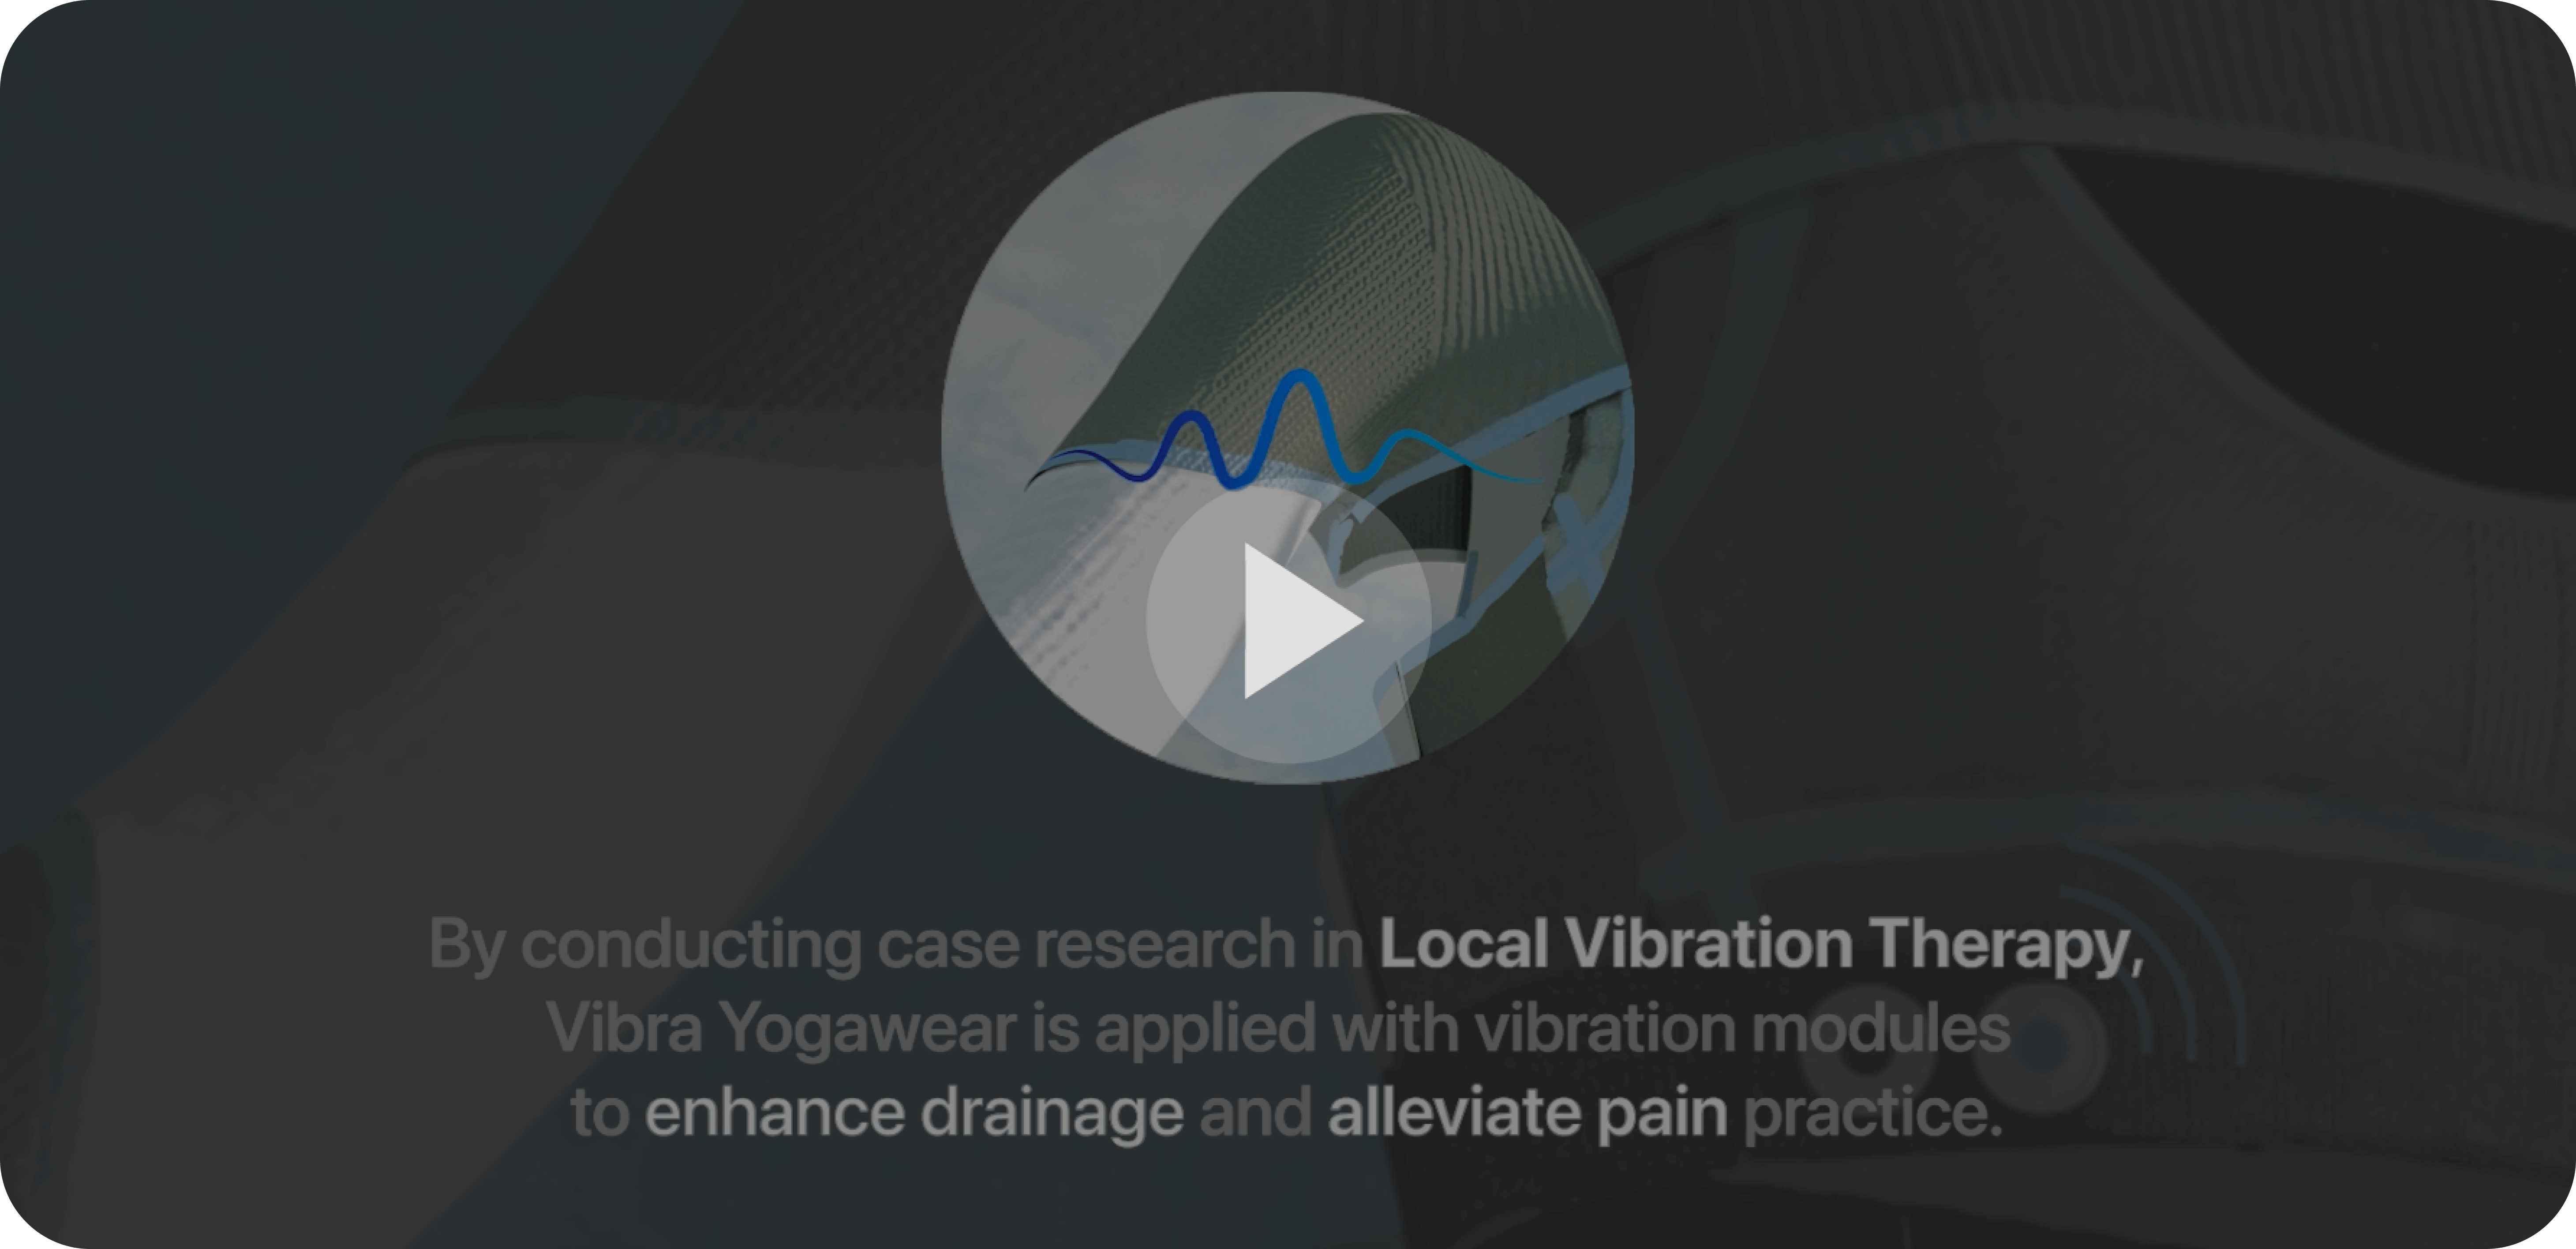 By conducting case research in Local Vibration Therapy,
Vibra Yogawear is applied with vibration modules
to enhance drainage and alleviate pain practice.